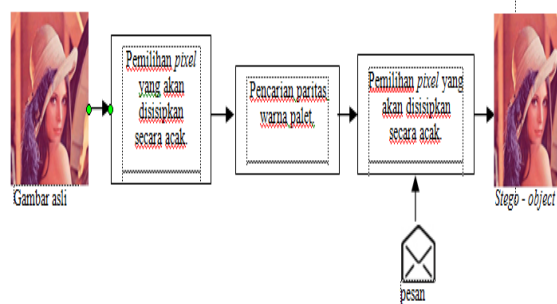 Pemilihan pixel
yang akan
disisipkan
secara acak.
Pencarian paritas
warna palet.
Pemilihan pixel yang
akan disisipkan
secara acak.
Gambar asli
Stego - object
pesan